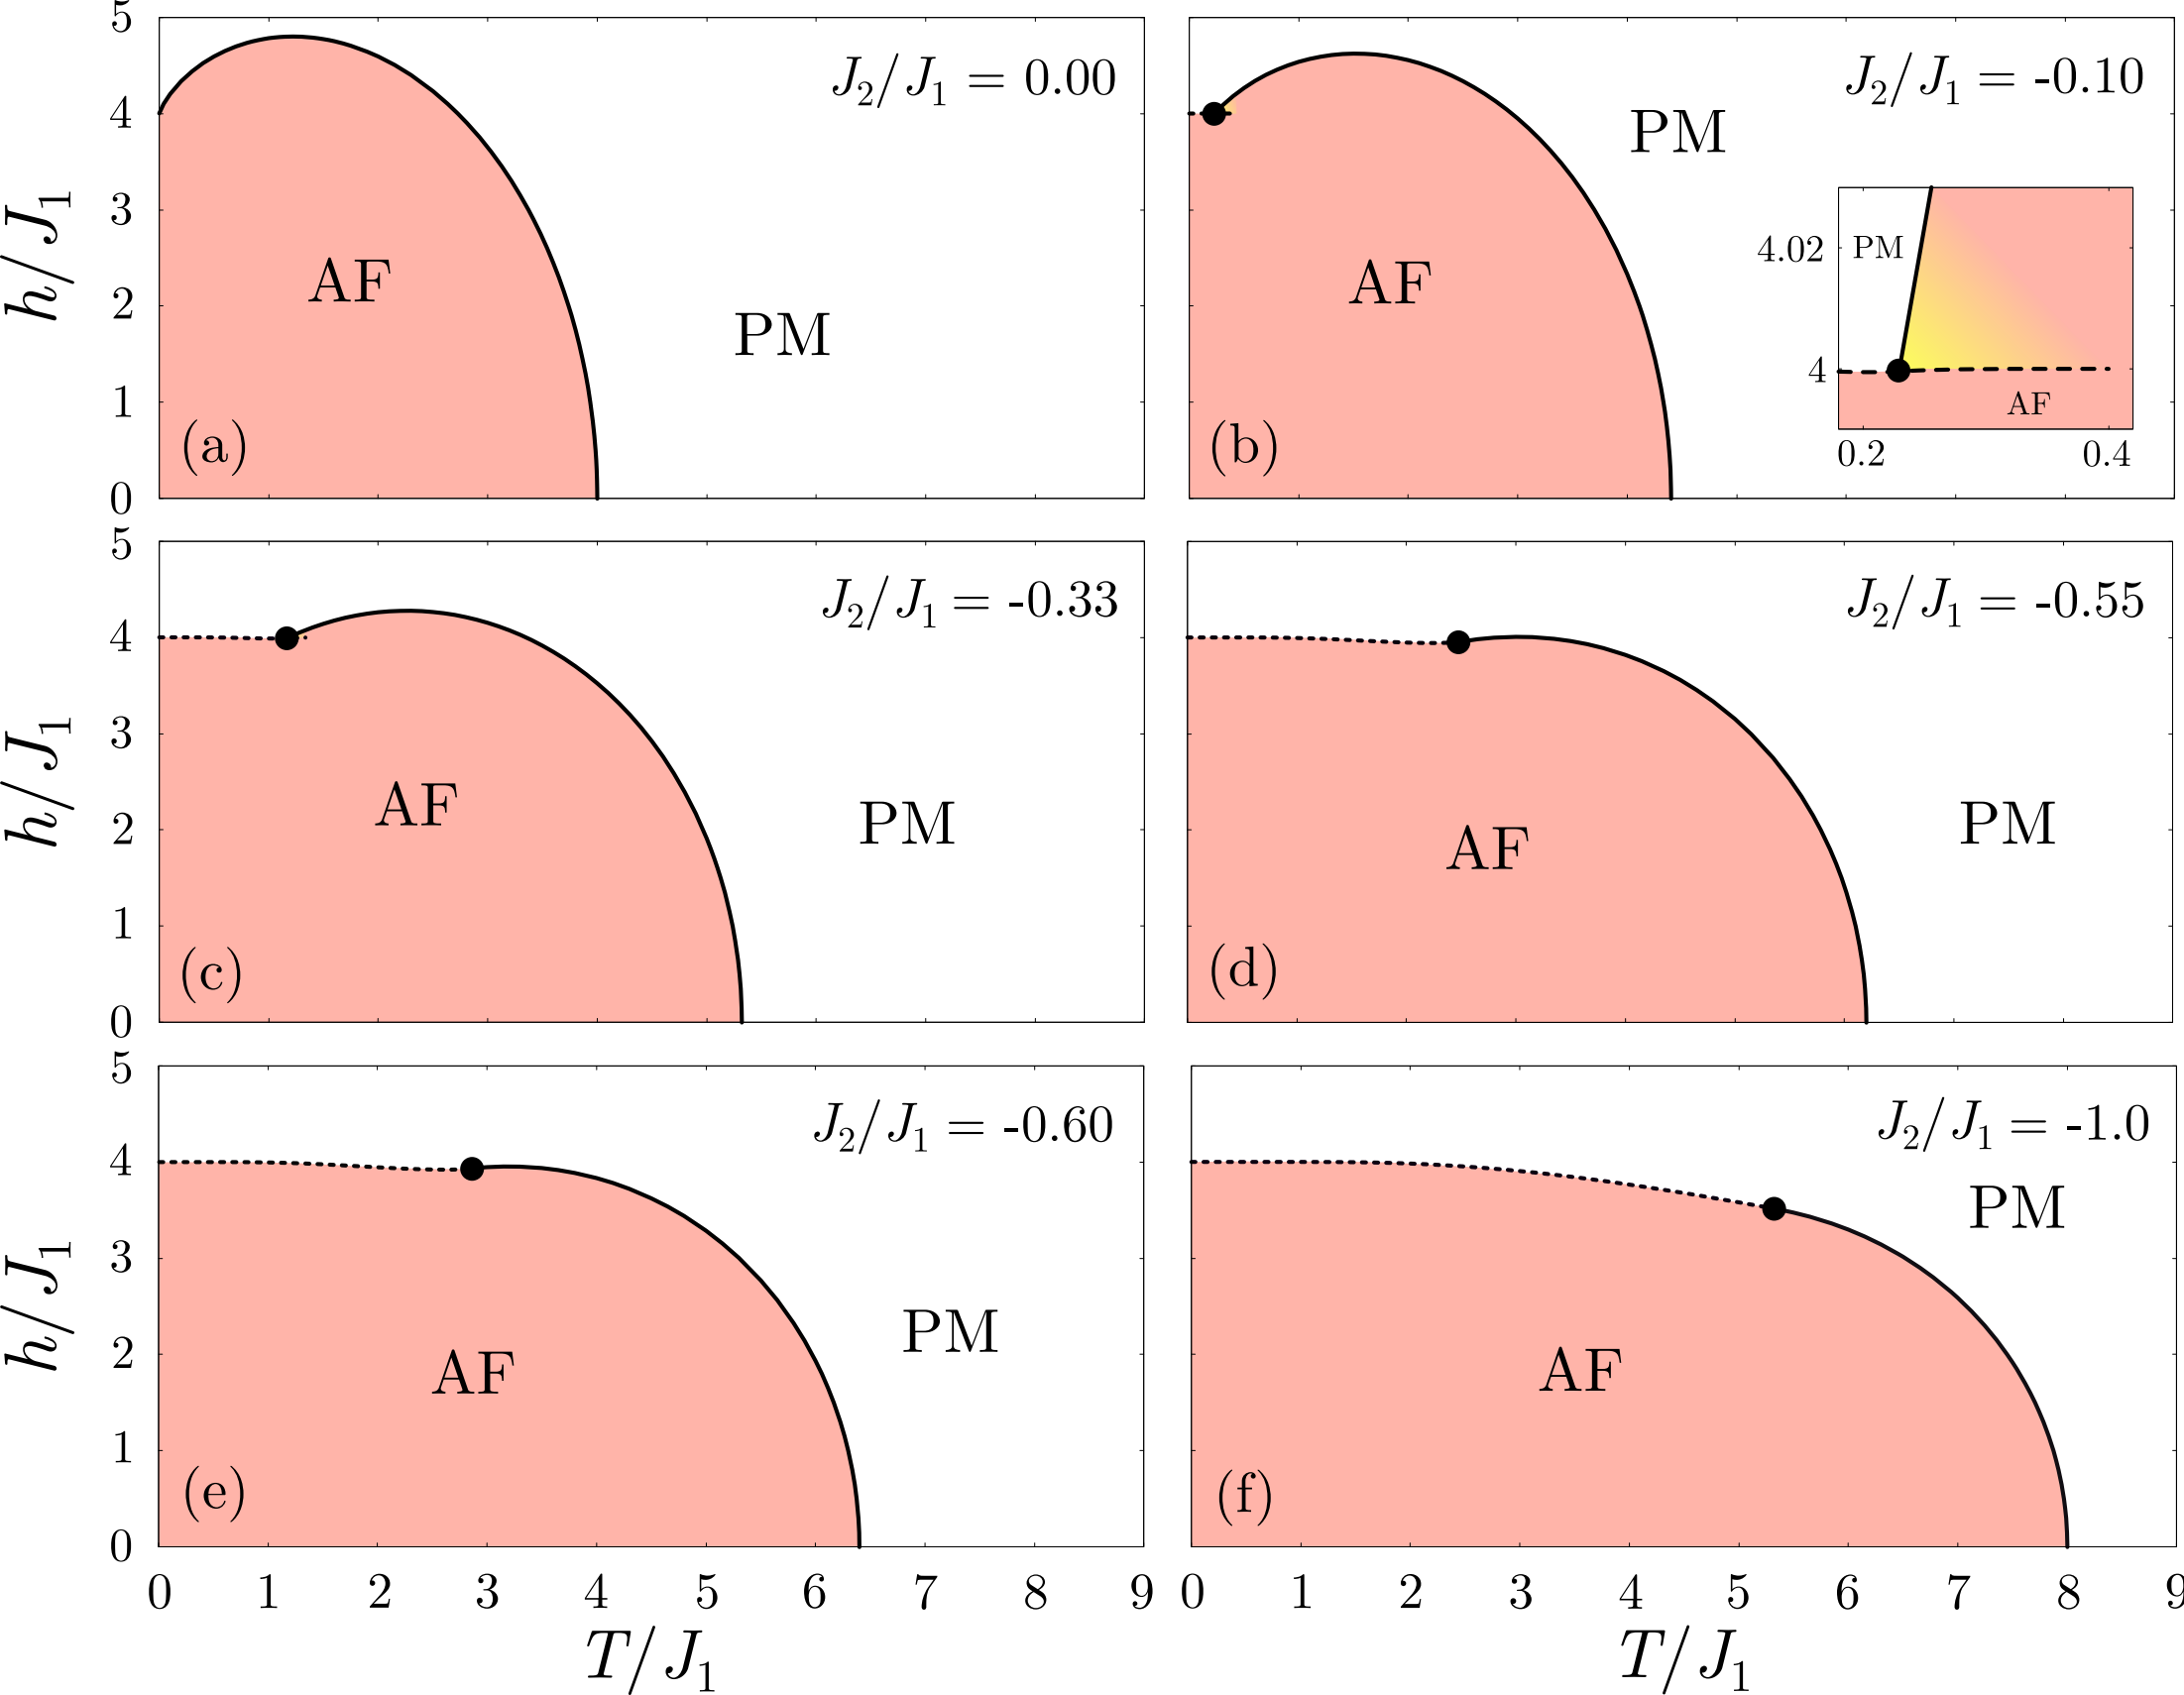 5
4
3
2
1
0
h/J1
J2/J1 = 0.00
AF
PM
(a)
J2/J1 = -0.10
PM
AF
(b)
4.02
4
PM
AF
0.2
0.4
5
4
3
2
1
0
h/J1
J2/J1 = -0.33
AF
PM
(c)
J2/J1 = -0.55
AF
PM
(d)
5
4
3
2
1
0
h/J1
J2/J1 = -0.60
AF
PM
(e)
J2/J1 = -1.0
PM
AF
(f)
0 1 2 3 4 5 6 7 8 9
T/J1
0 1 2 3 4 5 6 7 8 9
T/J1